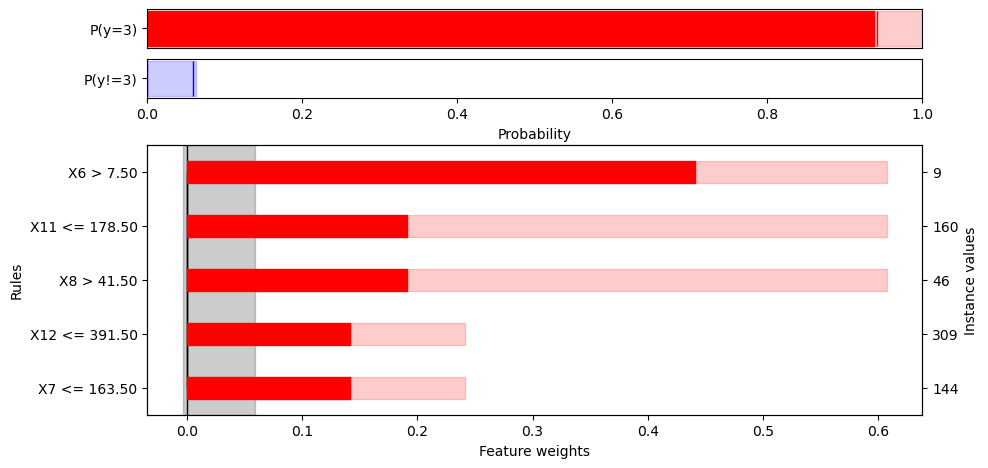 P(y=3)
P(y!=3)
0.0 0.2 0.4 0.6 0.8 1.0
Probability
X6 > 7.50 9
X11 <= 178.50 160
X8 > 41.50 46
X12 <= 391.50 309
X7 <= 163.50 144
Rules
Instance values
0.0 0.1 0.2 0.3 0.4 0.5 0.6
Feature weights